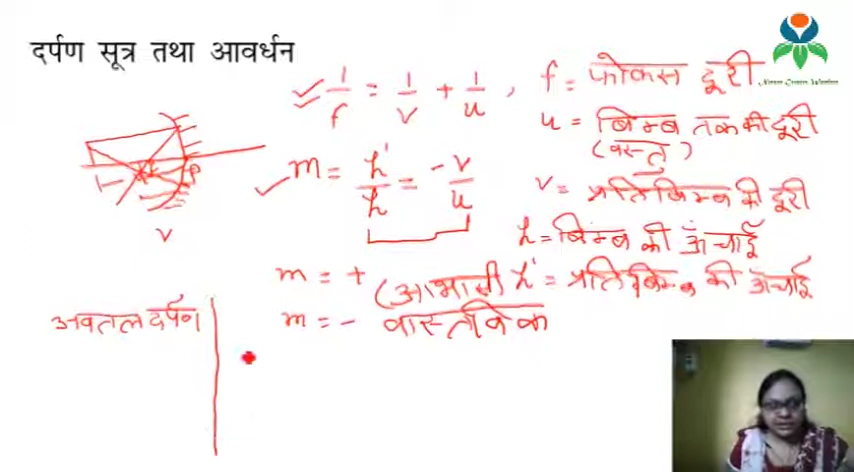 दर्पण सूत्र तथा आवर्धन
1/f = 1/v + 1/u , f = फोकस दूरी
u = बिम्ब तक की दूरी
(वस्तु)
m = h'/h = -v/u
v = प्रतिबिम्ब की दूरी
h = बिम्ब की ऊंचाई
m = + (आभासी h' = प्रतिबिम्ब की ऊंचाई
अवतल दर्पण
m = - वास्तविक
P
v